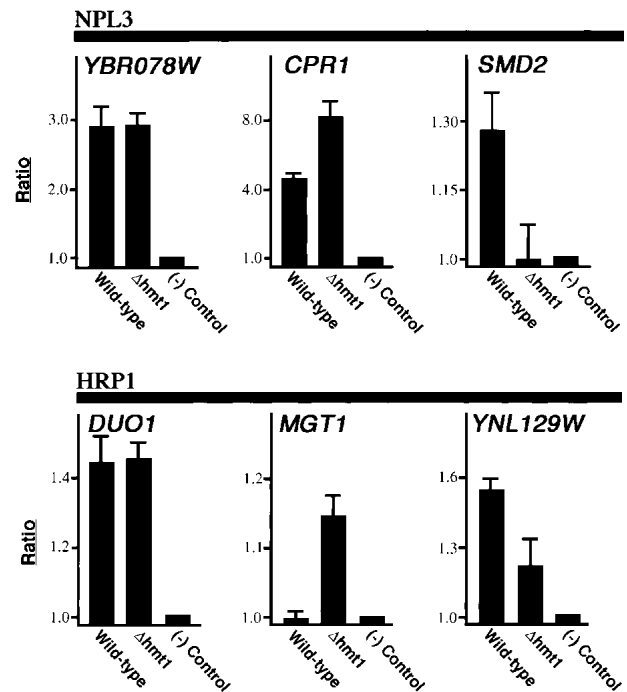 NPL3
YBR078W
CPR1
SMD2
Ratio
3.0
2.0
1.0
Wild-type
Δhmt1
(-) Control
8.0
4.0
1.0
Wild-type
Δhmt1
(-) Control
1.30
1.15
1.0
Wild-type
Δhmt1
(-) Control
HRP1
DUO1
MGT1
YNL129W
Ratio
1.4
1.2
1.0
Wild-type
Δhmt1
(-) Control
1.2
1.1
1.0
Wild-type
Δhmt1
(-) Control
1.6
1.3
1.0
Wild-type
Δhmt1
(-) Control